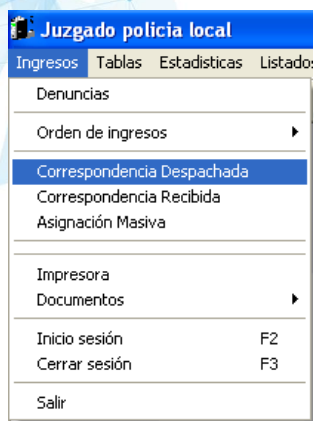 Juzgado policia local
Ingresos Tablas Estadisticas Listados
Denuncias
Orden de ingresos
Correspondencia Despachada
Correspondencia Recibida
Asignación Masiva
Impresora
Documentos
Inicio sesión F2
Cerrar sesión F3
Salir